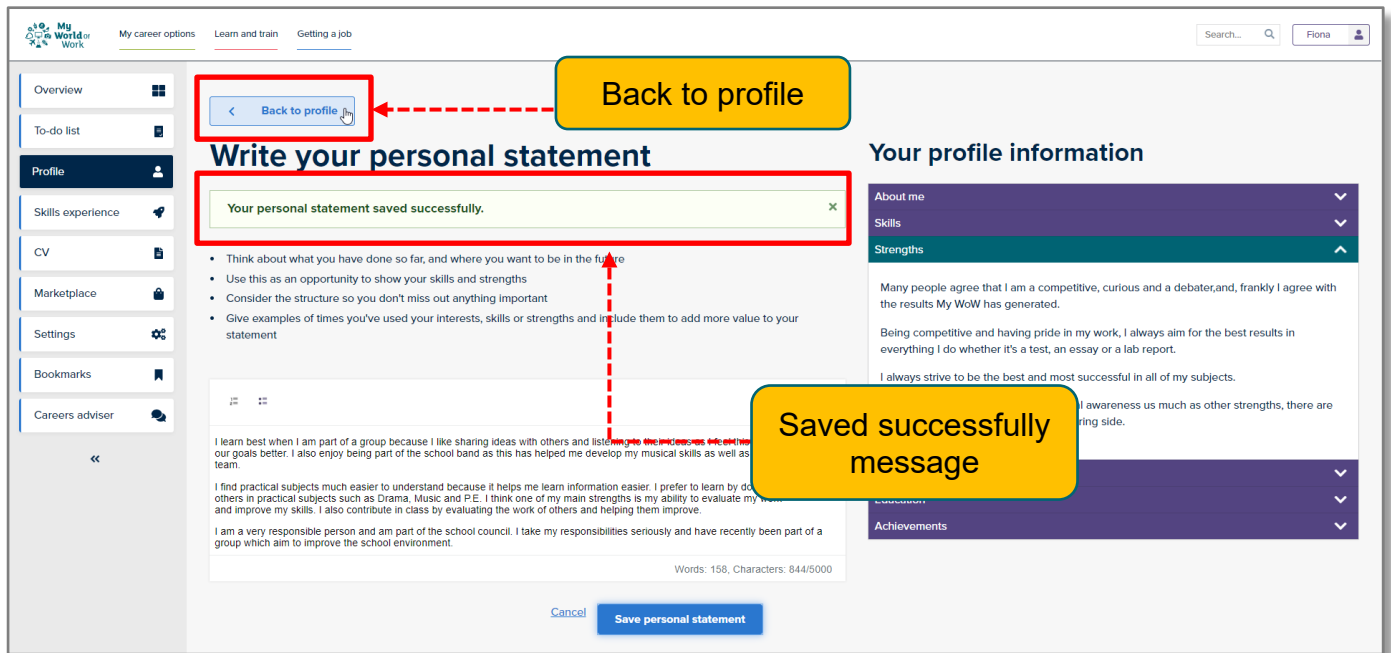 My
World of
Work
My career options
Learn and train
Getting a job
Search...
Fiona
Overview
To-do list
Profile
Skills experience
CV
Marketplace
Settings
Bookmarks
Careers adviser
Back to profile
Back to profile
Write your personal statement
Your personal statement saved successfully.
• Think about what you have done so far, and where you want to be in the future
• Use this as an opportunity to show your skills and strengths
• Consider the structure so you don't miss out anything important
• Give examples of times you've used your interests, skills or strengths and include them to add more value to your
statement
I learn best when I am part of a group because I like sharing ideas with others and listening to their ideas as I feel this
our goals better. I also enjoy being part of the school band as this has helped me develop my musical skills as well as
team.
I find practical subjects much easier to understand because it helps me learn information easier. I prefer to learn by
others in practical subjects such as Drama, Music and P.E. I think one of my main strengths is my ability to evaluate my
and improve my skills. I also contribute in class by evaluating the work of others and helping them improve.
I am a very responsible person and am part of the school council. I take my responsibilities seriously and have recently been part of a
group which aim to improve the school environment.
Words: 158, Characters: 844/5000
Cancel
Save personal statement
Your profile information
About me
Skills
Strengths
Many people agree that I am a competitive, curious and a debater,and, frankly I agree with
the results My WoW has generated.
Being competitive and having pride in my work, I always aim for the best results in
everything I do whether it's a test, an essay or a lab report.
I always strive to be the best and most successful in all of my subjects.
awareness us much as other strengths, there are
ring side.
Saved successfully
message
Education
Achievements